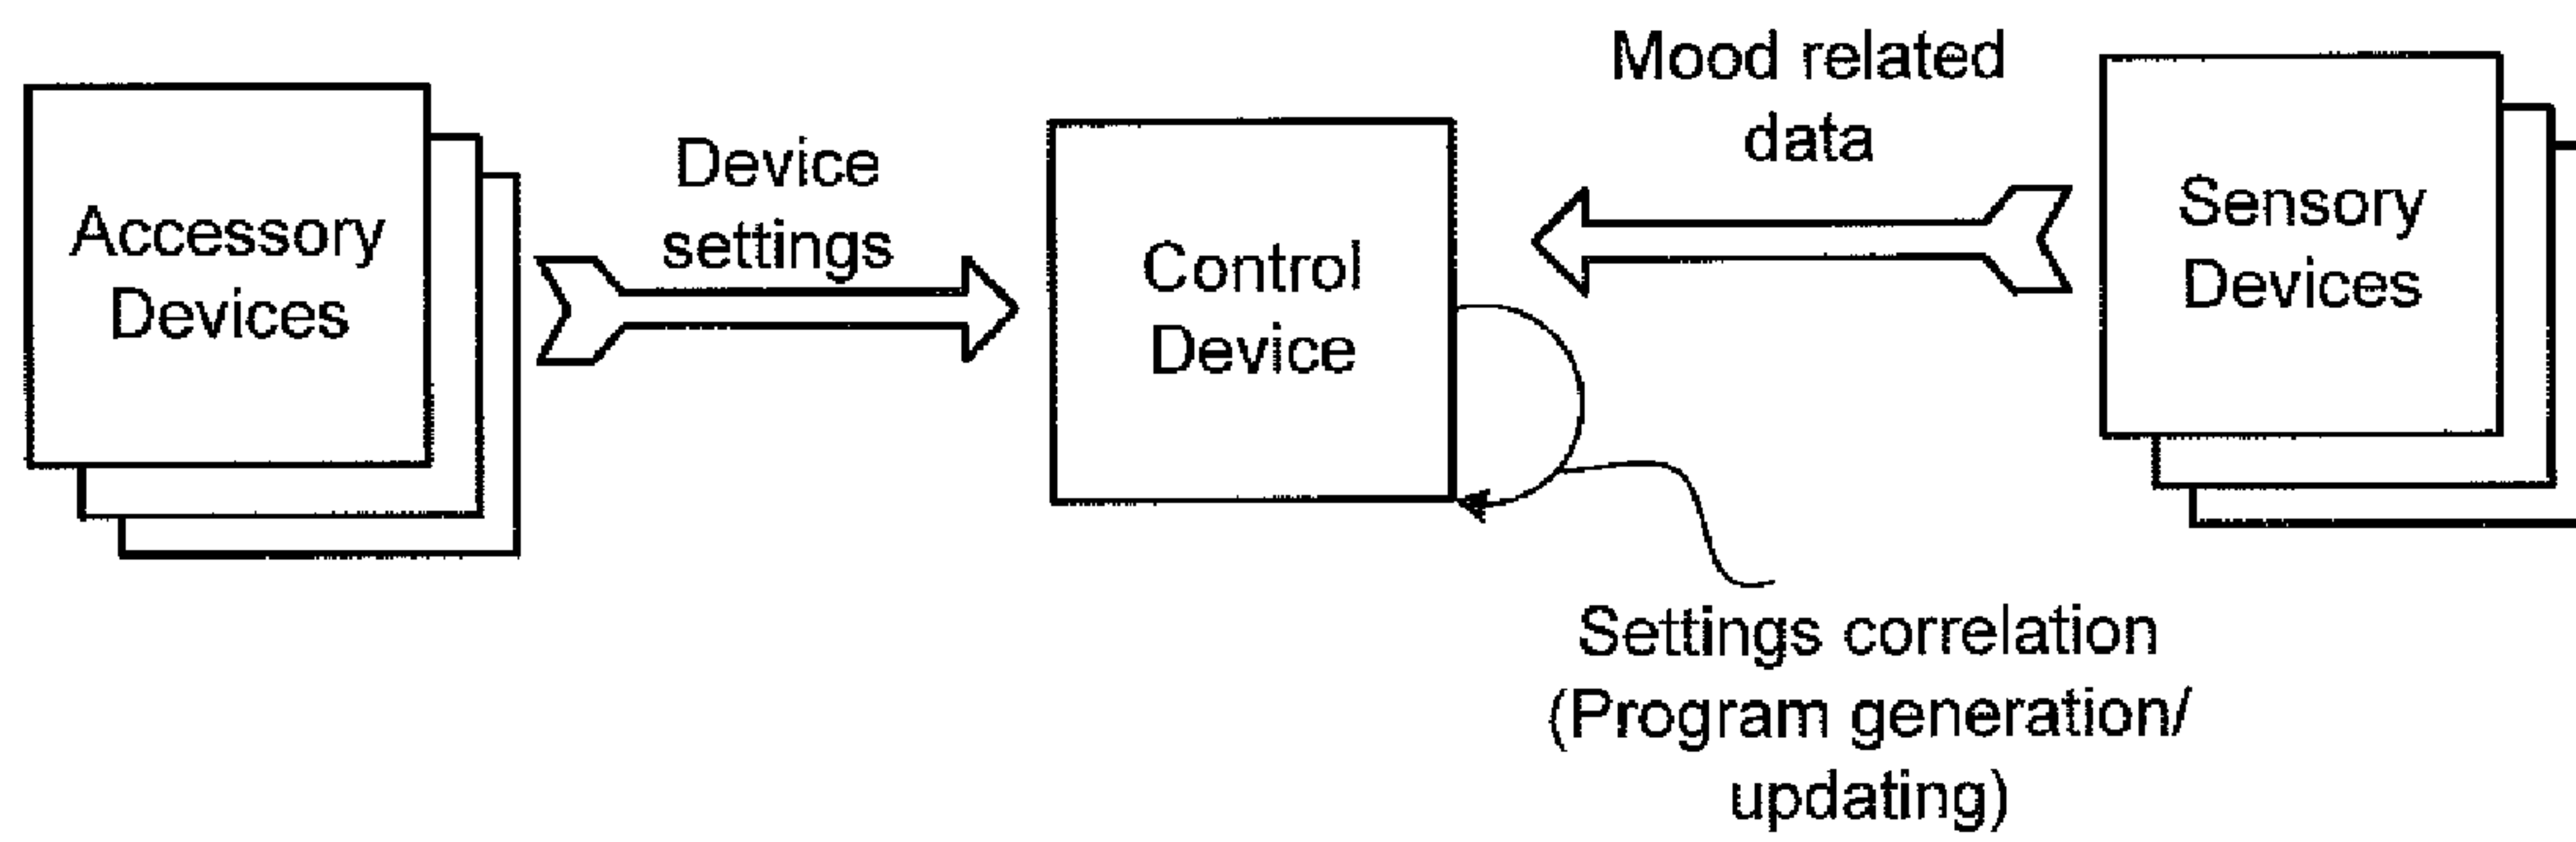 Accessory
Devices
Device
settings
Control
Device
Mood related
data
Sensory
Devices
Settings correlation
(Program generation/
updating)